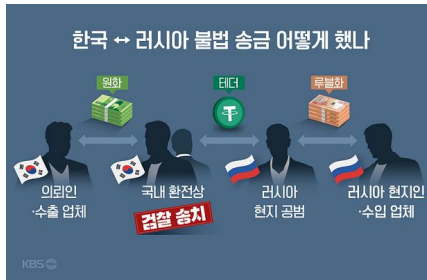 한국 ↔ 러시아 불법 송금 어떻게 했나
원화
테더
루블화
의뢰인
·수출 업체
국내 환전상
검찰 송치
러시아
현지 공범
러시아 현지인
·수입 업체
KBS